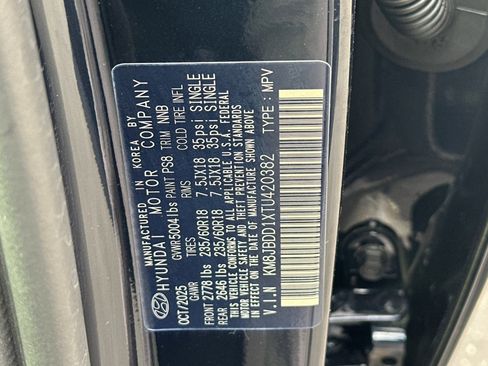 MANUFACTURED IN KOREA BY
HYUNDAI MOTOR COMPANY
OCT/2025 GVWR 5004 lbs PAINT PS8 TRIM NNB
GAWR TIRES RIMS COLD TIRE INFL
FRONT 2778 lbs 235/60R18 7.5JX18 35psi SINGLE
REAR 2646 lbs 235/60R18 7.5JX18 35psi SINGLE
THIS VEHICLE CONFORMS TO ALL APPLICABLE U.S.A. FEDERAL
MOTOR VEHICLE SAFETY AND THEFT PREVENTION STANDARDS
IN EFFECT ON THE DATE OF MANUFACTURE SHOWN ABOVE
V.I.N KM8JBDD1XTU420382 TYPE : MPV